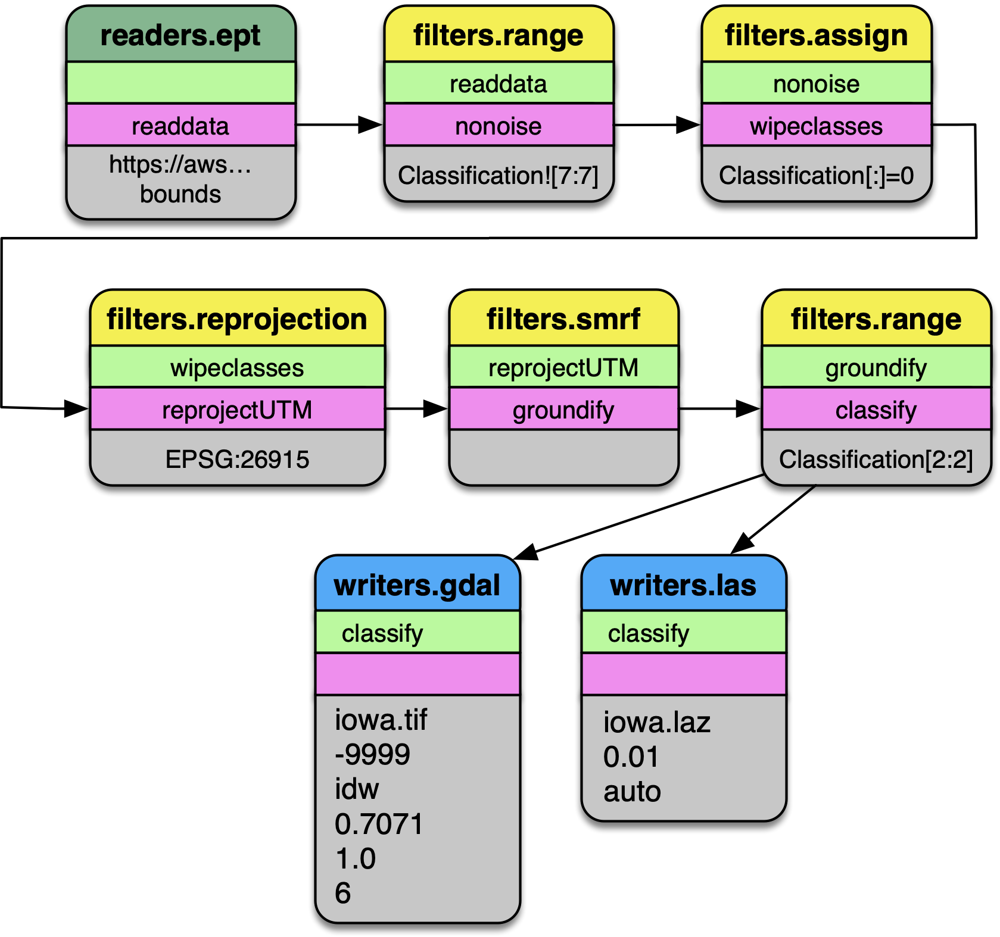 readers.ept
readdata
https://aws...
bounds
filters.range
readdata
nonoise
Classification![7:7]
filters.assign
nonoise
wipeclasses
Classification[:]=0
filters.reprojection
wipeclasses
reprojectUTM
EPSG:26915
filters.smrf
reprojectUTM
groundify
filters.range
groundify
classify
Classification[2:2]
writers.gdal
classify
iowa.tif
-9999
idw
0.7071
1.0
6
writers.las
classify
iowa.laz
0.01
auto